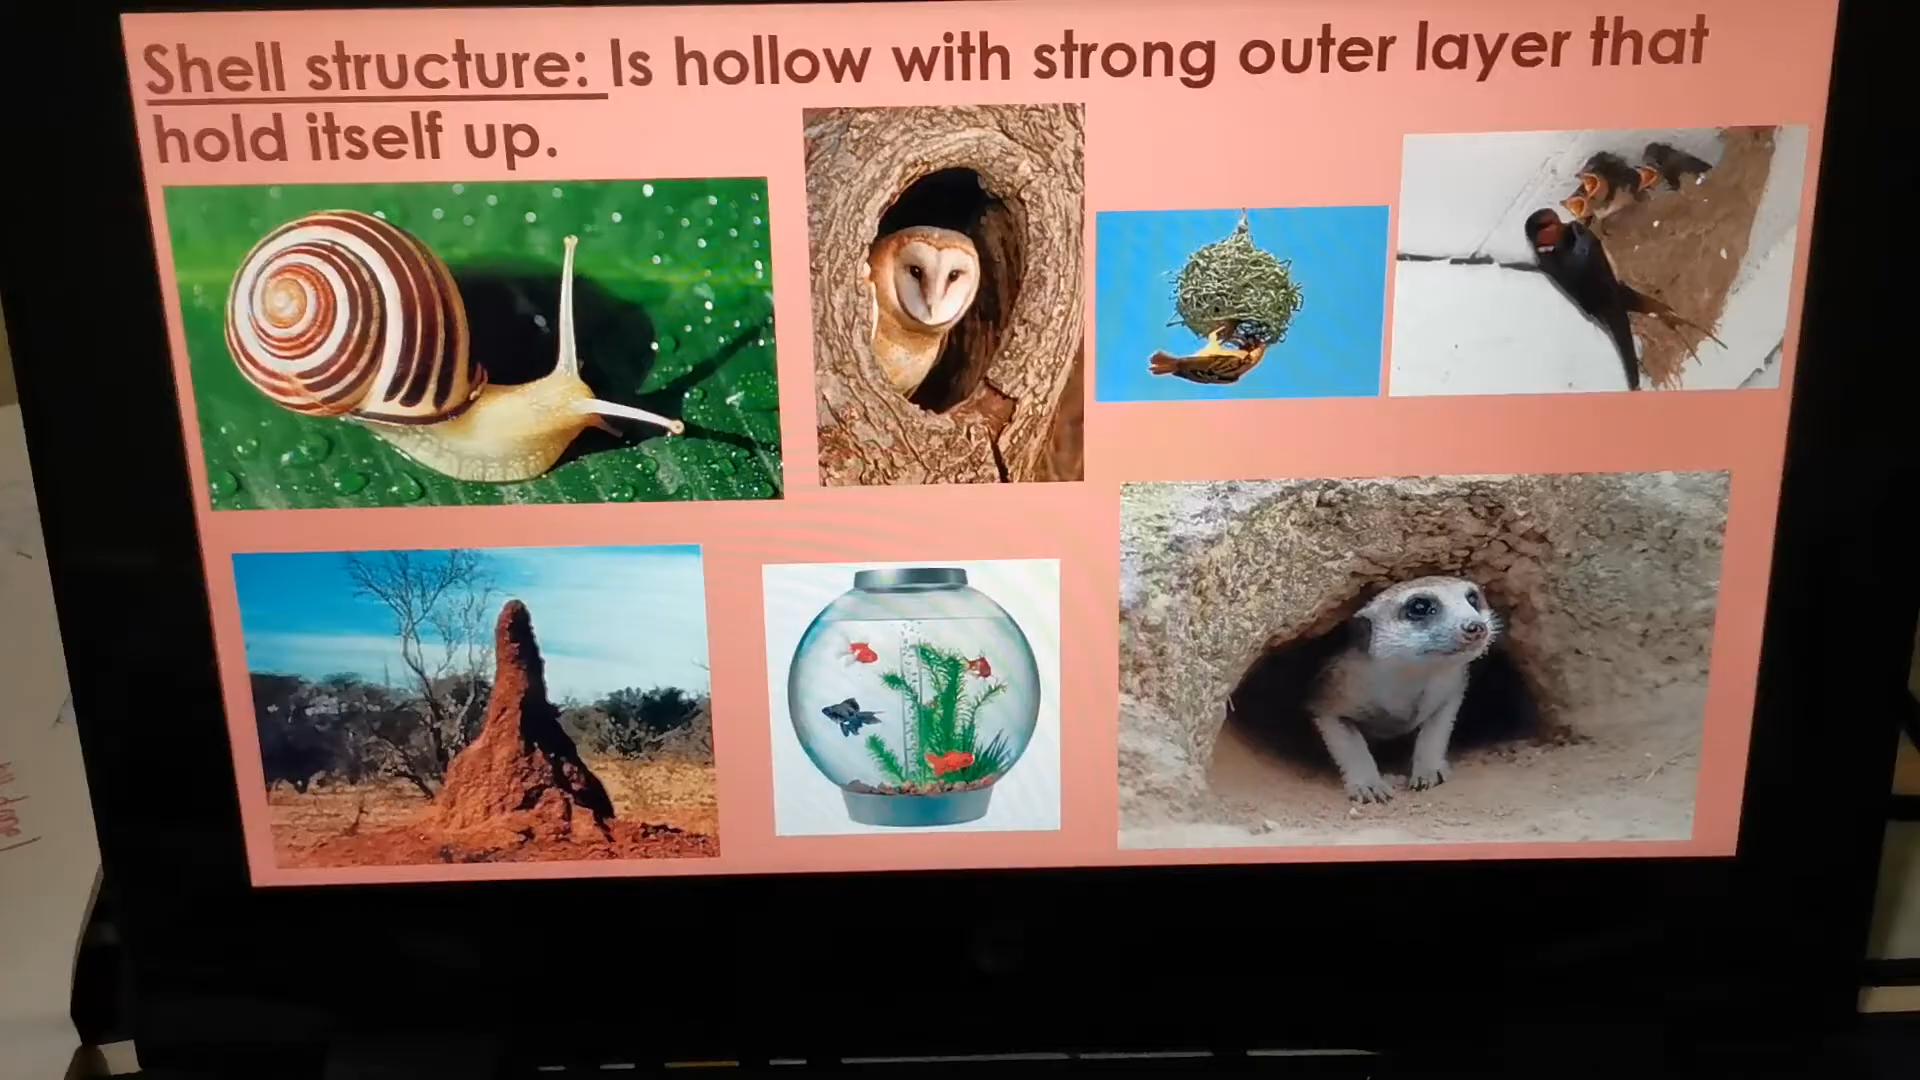 Shell structure: Is hollow with strong outer layer that
hold itself up.